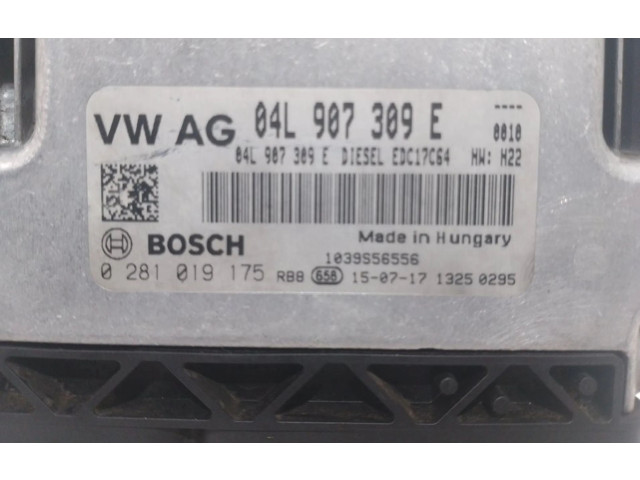 VW AG 04L 907 309 E ----
0010
04L 907 309 E DIESEL EDC17C64 HW: H22
BOSCH Made in Hungary
1039S56556
0 281 019 175 RBB 658 15-07-17 1325 0295